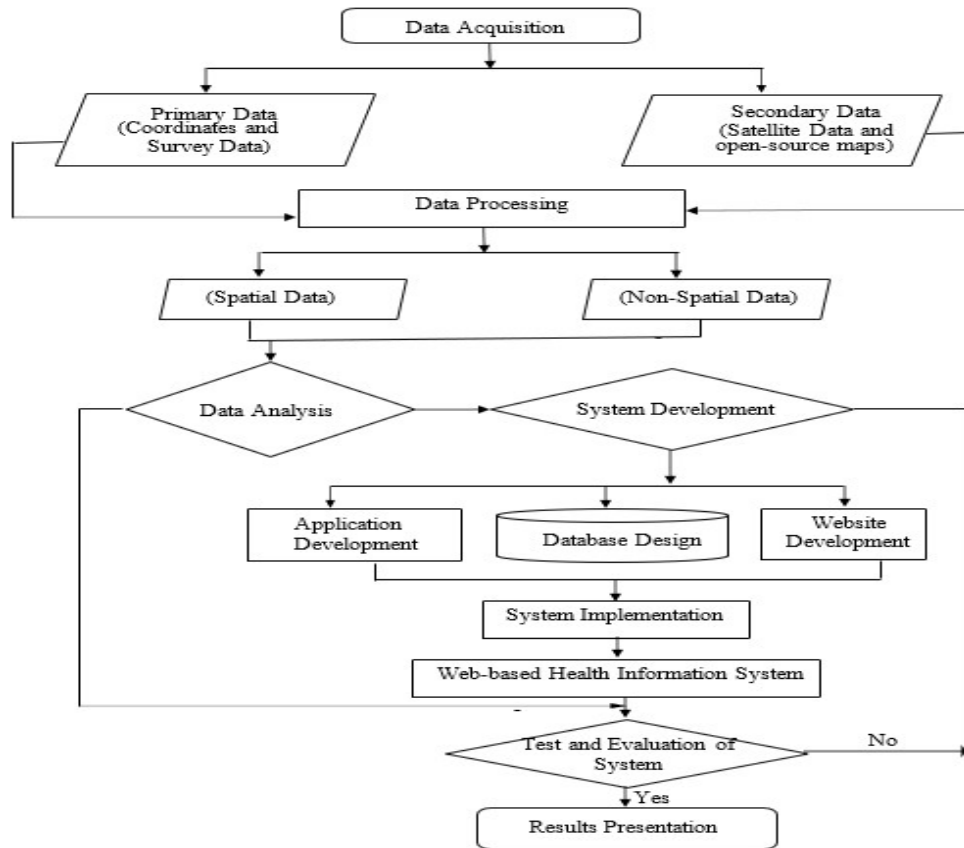 Data Acquisition
Primary Data
(Coordinates and
Survey Data)
Secondary Data
(Satellite Data and
open-source maps)
Data Processing
(Spatial Data)
(Non-Spatial Data)
Data Analysis
System Development
Application
Development
Database Design
Website
Development
System Implementation
Web-based Health Information System
Test and Evaluation of
System
No
Yes
Results Presentation